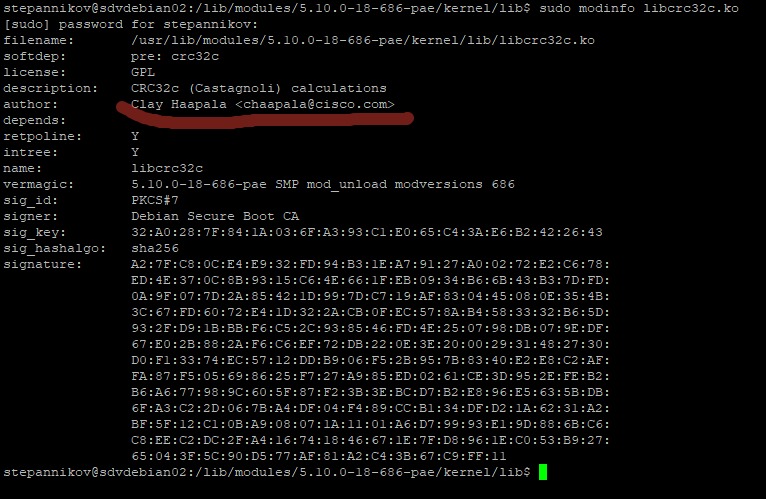 stepannikov@sdvdebian02:/lib/modules/5.10.0-18-686-pae/kernel/lib$ sudo modinfo libcrc32c.ko
[sudo] password for stepannikov:
filename: /usr/lib/modules/5.10.0-18-686-pae/kernel/lib/libcrc32c.ko
softdep: pre: crc32c
license: GPL
description: CRC32c (Castagnoli) calculations
author: Clay Haapala <chaapala@cisco.com>
depends:
retpoline: Y
intree: Y
name: libcrc32c
vermagic: 5.10.0-18-686-pae SMP mod_unload modversions 686
sig_id: PKCS#7
signer: Debian Secure Boot CA
sig_key: 32:A0:28:7F:84:1A:03:6F:A3:93:C1:E0:65:C4:3A:E6:B2:42:26:43
sig_hashalgo: sha256
signature: A2:7F:C8:0C:E4:E9:32:FD:94:B3:1E:A7:91:27:A0:02:72:E2:C6:78:
ED:4E:37:0C:8B:93:15:C6:4E:66:1F:EB:09:34:B6:6B:43:B3:7D:FD:
0A:9F:07:7D:2A:85:42:1D:99:7D:C7:19:AF:83:04:45:08:0E:35:4B:
3C:67:FD:60:72:E4:1D:32:2A:CB:0F:EC:57:8A:B4:58:33:32:B6:5D:
93:2F:D9:1B:BB:F6:C5:2C:93:85:46:FD:4E:25:07:98:DB:07:9E:DF:
67:E0:2B:88:2A:F6:C6:EF:72:DB:22:0E:3E:20:00:29:31:48:27:30:
D0:F1:33:74:EC:57:12:DD:B9:06:F5:2B:95:7B:83:40:E2:E8:C2:AF:
FA:87:F5:05:69:86:25:F7:27:A9:85:ED:02:61:CE:3D:95:2E:FE:B2:
B6:A6:77:98:9C:60:5F:87:F2:3B:3E:BC:D7:B2:E8:96:E5:63:5B:DB:
6F:A3:C2:2D:06:7B:A4:DF:04:F4:89:CC:B1:34:DF:D2:1A:62:31:A2:
BF:5F:12:C1:0B:A9:08:07:1A:11:01:A6:D7:99:93:E1:9D:88:6B:C6:
C8:EE:C2:DC:2F:A4:16:74:18:46:67:1E:7F:D8:96:1E:C0:53:B9:27:
65:04:3F:5C:90:D5:77:AF:81:A2:C4:3B:67:C9:FF:11
stepannikov@sdvdebian02:/lib/modules/5.10.0-18-686-pae/kernel/lib$